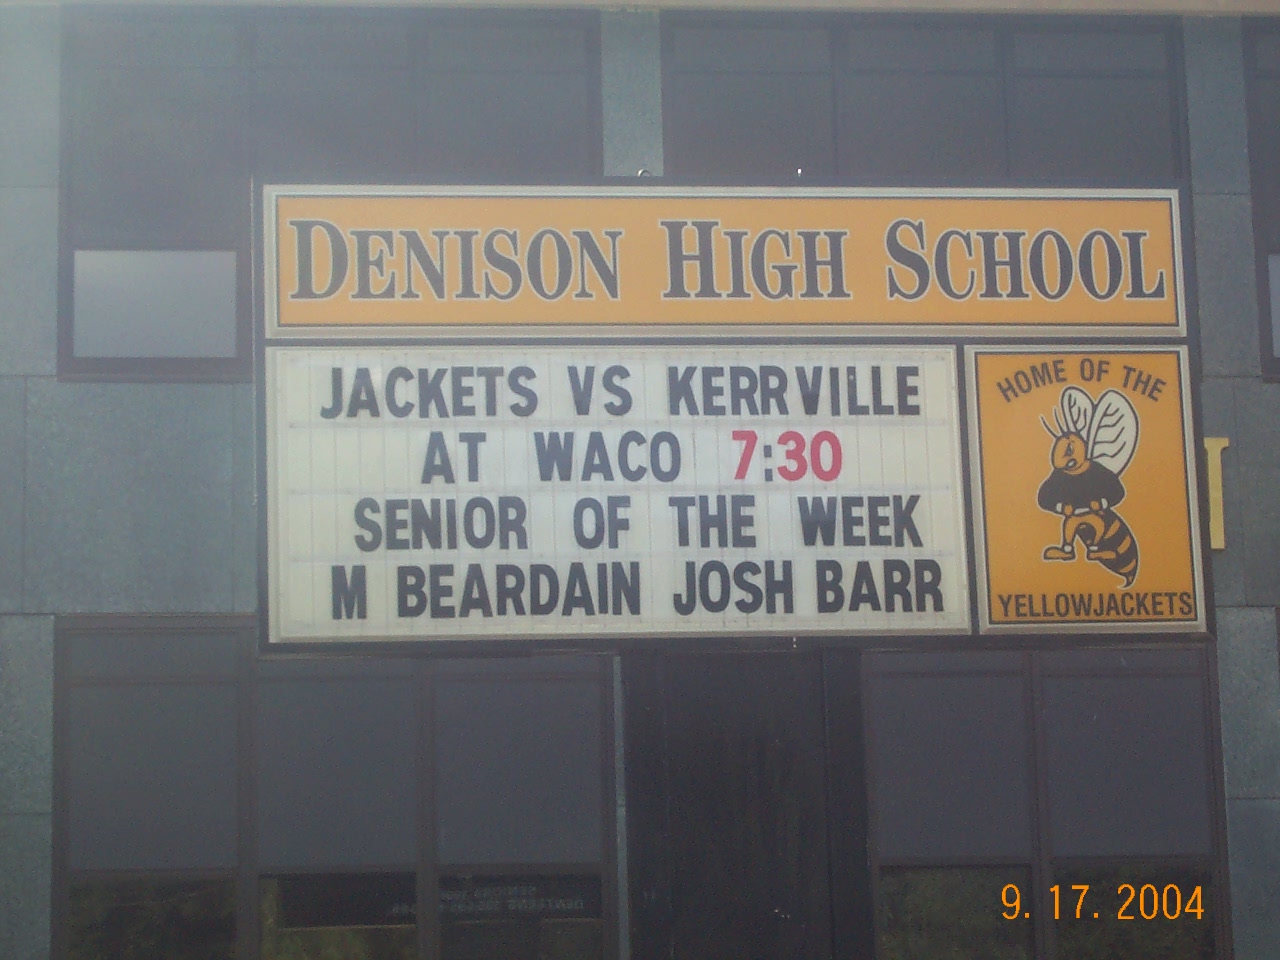 DENISON HIGH SCHOOL
JACKETS VS KERRVILLE
AT WACO 7:30
SENIOR OF THE WEEK
M BEARDAIN JOSH BARR
HOME OF THE
YELLOWJACKETS
I
9. 17. 2004